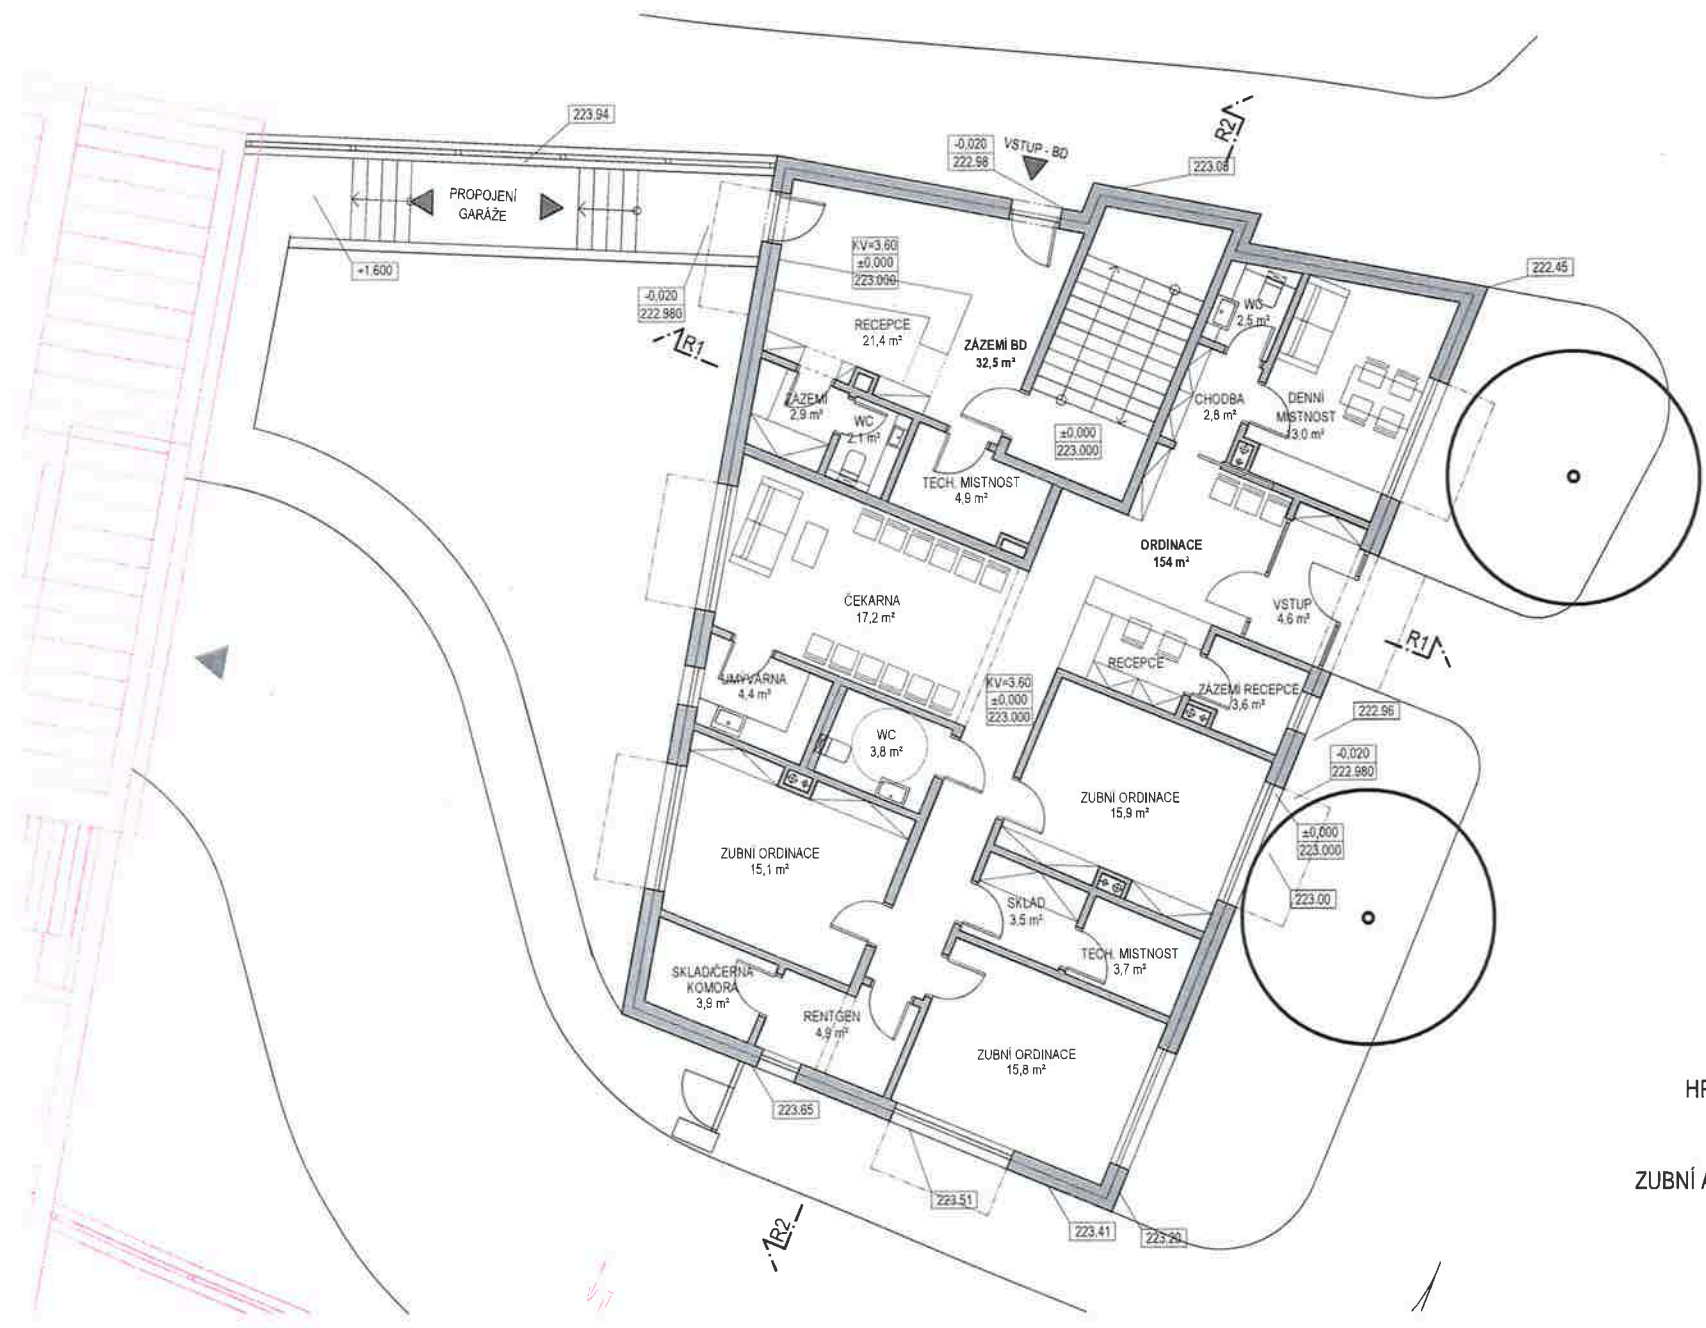 223.94
-0,020
222.98
VSTUP - BD
R2
223.08
PROPOJENÍ
GARÁŽE
+1.600
-0,020
222.980
KV=3.60
±0,000
223.000
222.45
R1
RECEPCE
21,4 m²
ZÁZEMÍ BD
32,5 m²
WC
2.5 m²
ZÁZEMÍ
2,9 m²
WC
2,1 m²
CHODBA
2,8 m²
DENNÍ
MISTNOST
±0,000
223.000
TECH. MISTNOST
4,9 m²
ORDINACE
154 m²
ČEKARNA
17,2 m²
VSTUP
4,6 m²
R1
RECEPCE
UMÝVÁRNA
4,4 m²
KV=3.60
±0,000
223.000
ZÁZEMÍ RECEPCE
3,6 m²
222.96
WC
3,8 m²
-0,020
222.980
ZUBNÍ ORDINACE
15,9 m²
±0,000
223.000
ZUBNÍ ORDINACE
15,1 m²
223.00
SKLAD
3,5 m²
TECH. MISTNOST
3,7 m²
SKLAD/ČERNÁ
KOMORA
3,9 m²
RENTGEN
4,9 m²
ZUBNÍ ORDINACE
15,8 m²
223.65
223.51
223.41
223.20
R2
ZUBNÍ